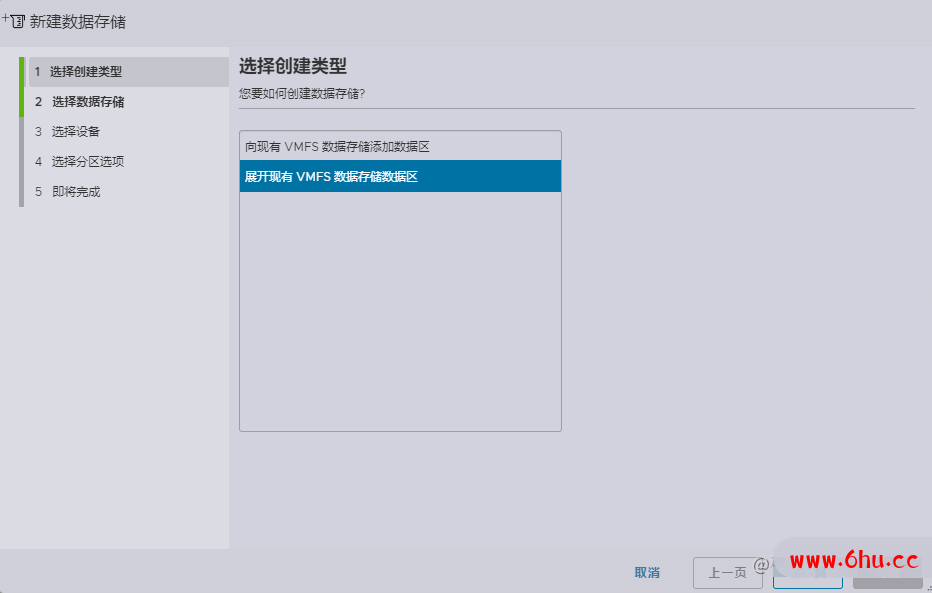 新建数据存储
1 选择创建类型
2 选择数据存储
3 选择设备
4 选择分区选项
5 即将完成
选择创建类型
您要如何创建数据存储?
向现有 VMFS 数据存储添加数据区
展开现有 VMFS 数据存储数据区
取消
上一页
@
www.6hu.cc